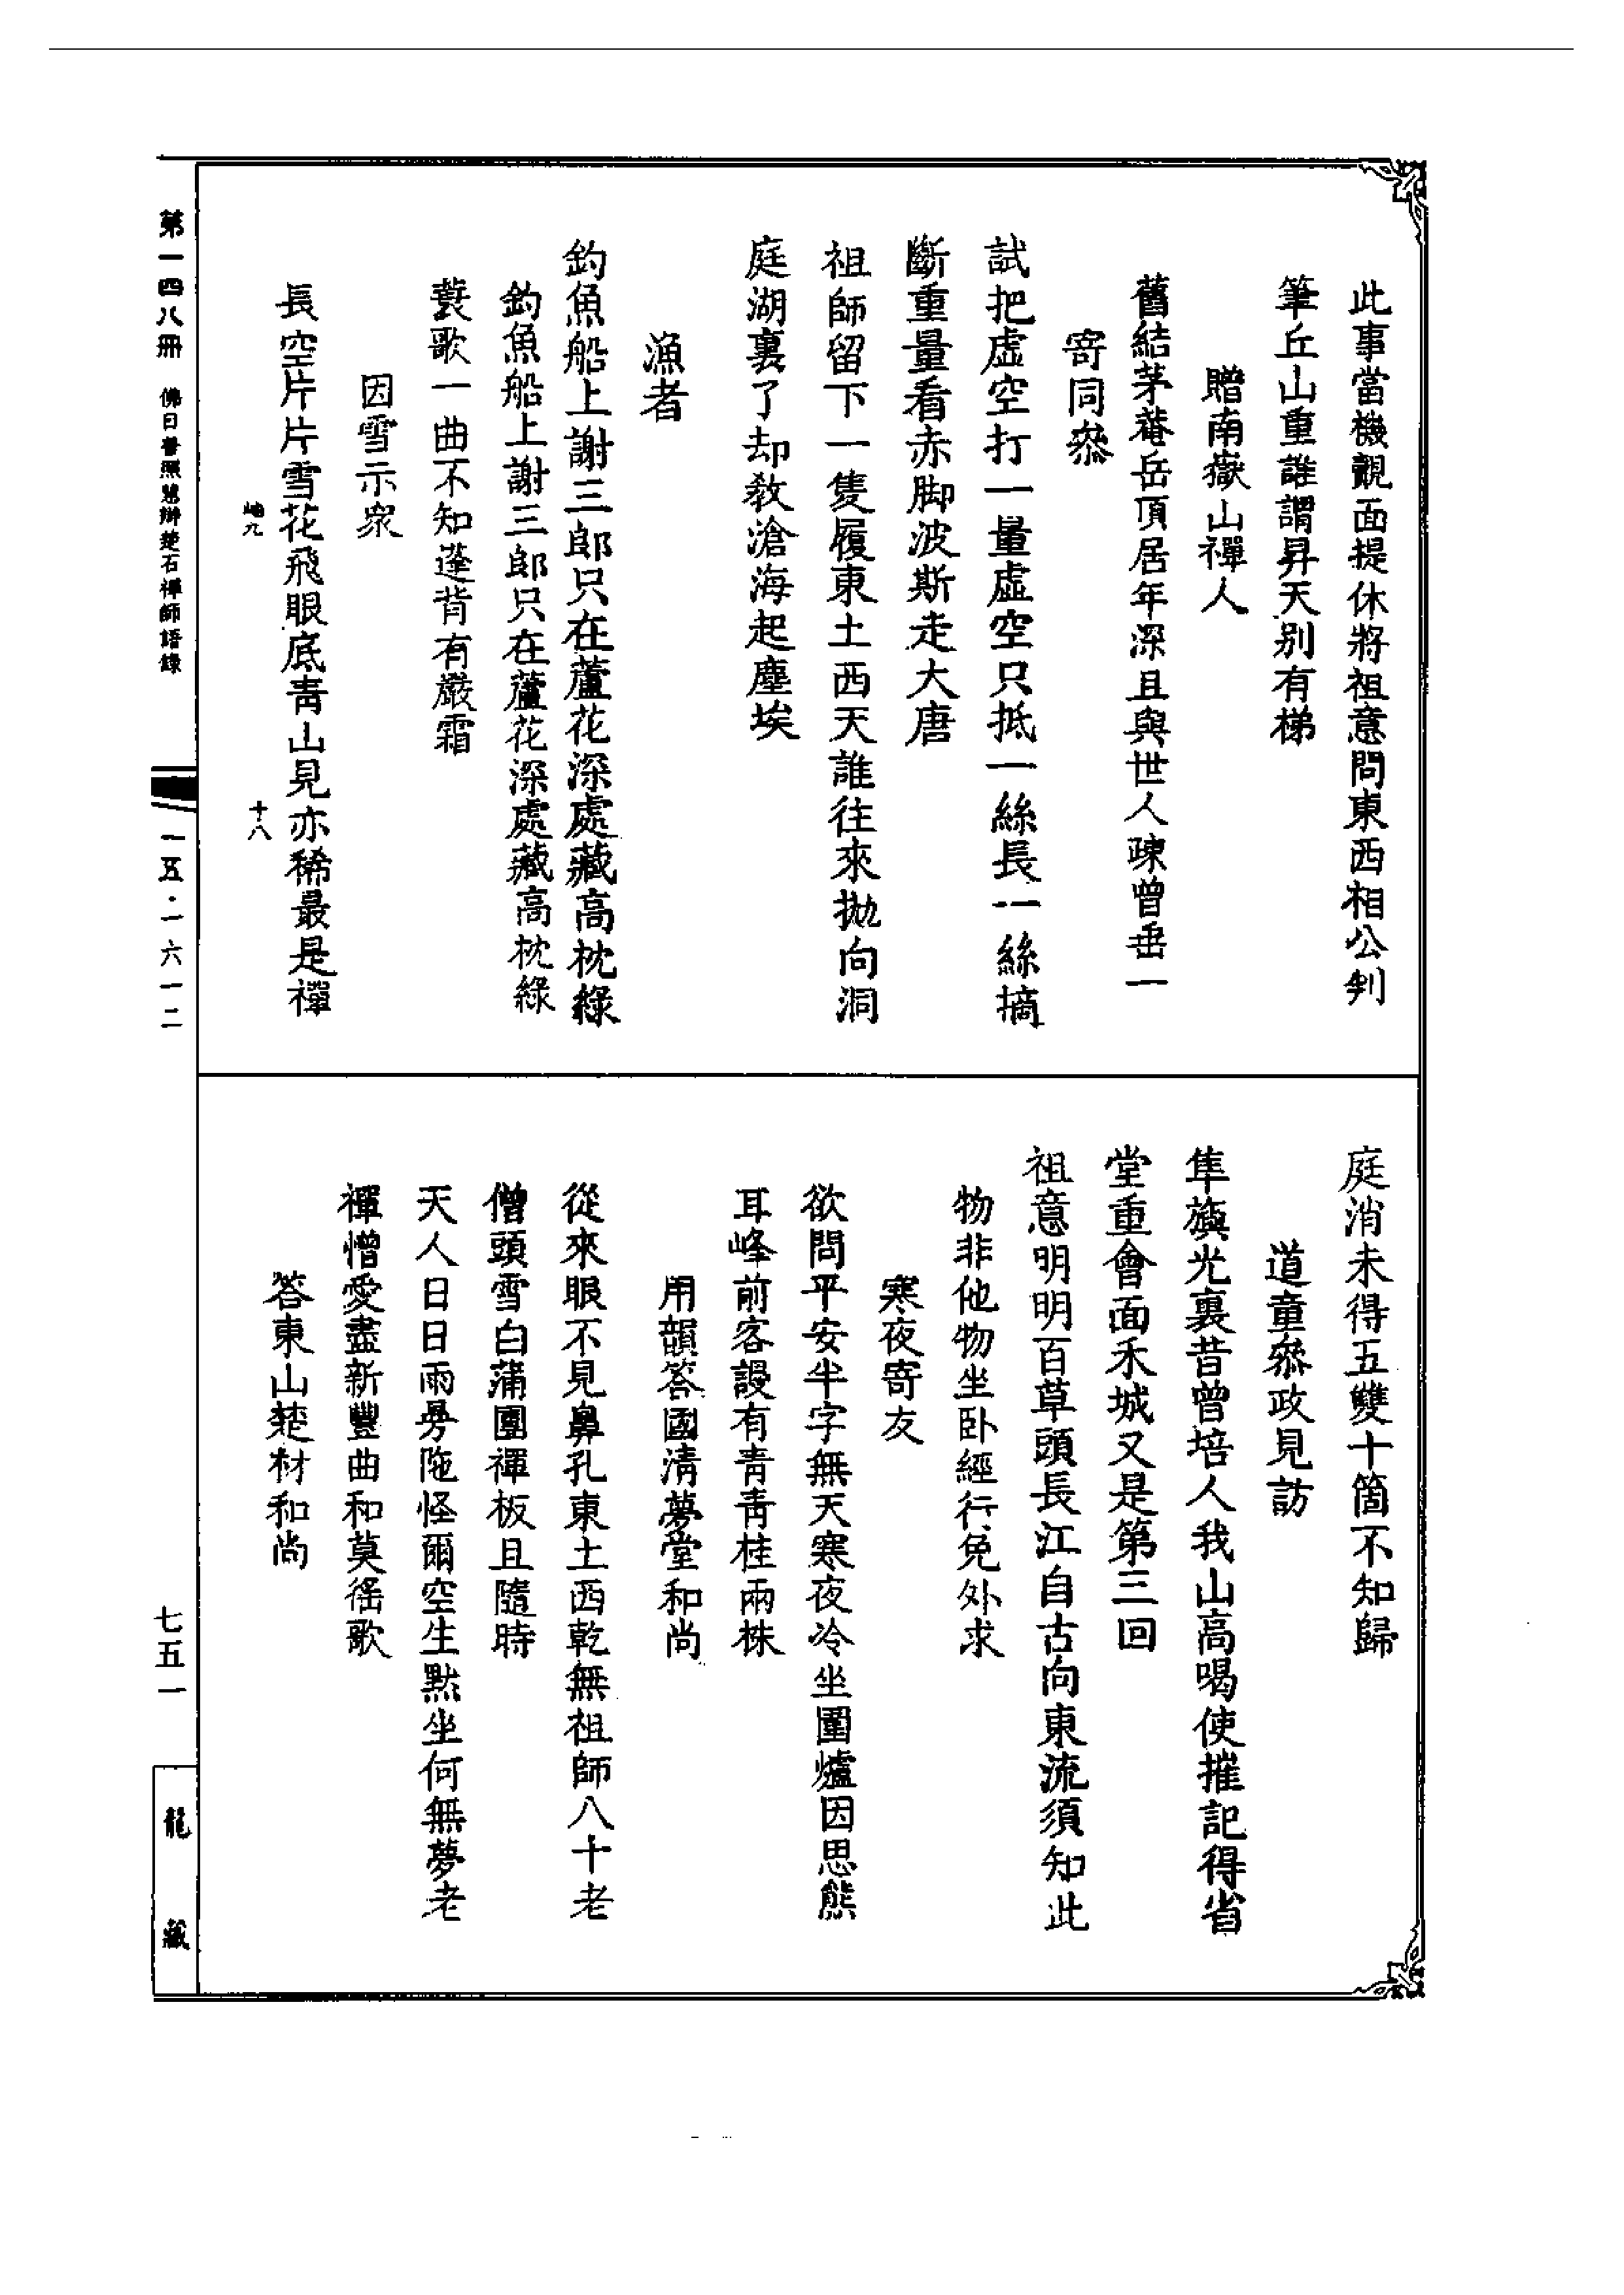 此事當機覿面提休將祖意問東西相公判
筆丘山重誰謂昇天別有梯
贈南嶽山禪人
舊結茅菴岳頂居年深且與世人疎曾垂一
寄同叅
試把虛空打一量虛空只抵一絲長一絲摘
斷重量看赤脚波斯走大唐
祖師留下一隻履東土西天誰往來拋向洞
庭湖裏了却敎滄海起塵埃
漁者
釣魚船上謝三郎只在蘆花深處藏高枕綠
釣魚船上謝三郎只在蘆花深處藏高枕綠
蓑歌一曲不知蓬背有嚴霜
因雪示衆
長空片片雪花飛眼底青山見亦稀最是禪
岫九
十八
庭消未得五雙十箇不知歸
道童叅政見訪
隼旟光裏昔曾培人我山高喝使摧記得省
堂重會面禾城又是第三回
祖意明明百草頭長江自古向東流須知此
物非他物坐卧經行免外求
寒夜寄友
欲問平安半字無天寒夜冷坐圍爐因思熊
耳峰前客謾有青青桂兩株
用韻答國清夢堂和尚
從來眼不見鼻孔東土西乾無祖師八十老
僧頭雪白蒲團禪板且隨時
天人日日雨曼陁怪爾空生點坐何無夢老
禪憎愛盡新豐曲和莫徭歌
答東山楚材和尚
第一四八冊 佛日普照慧辯楚石禪師語錄
一五·一六一二
七五一
龍藏